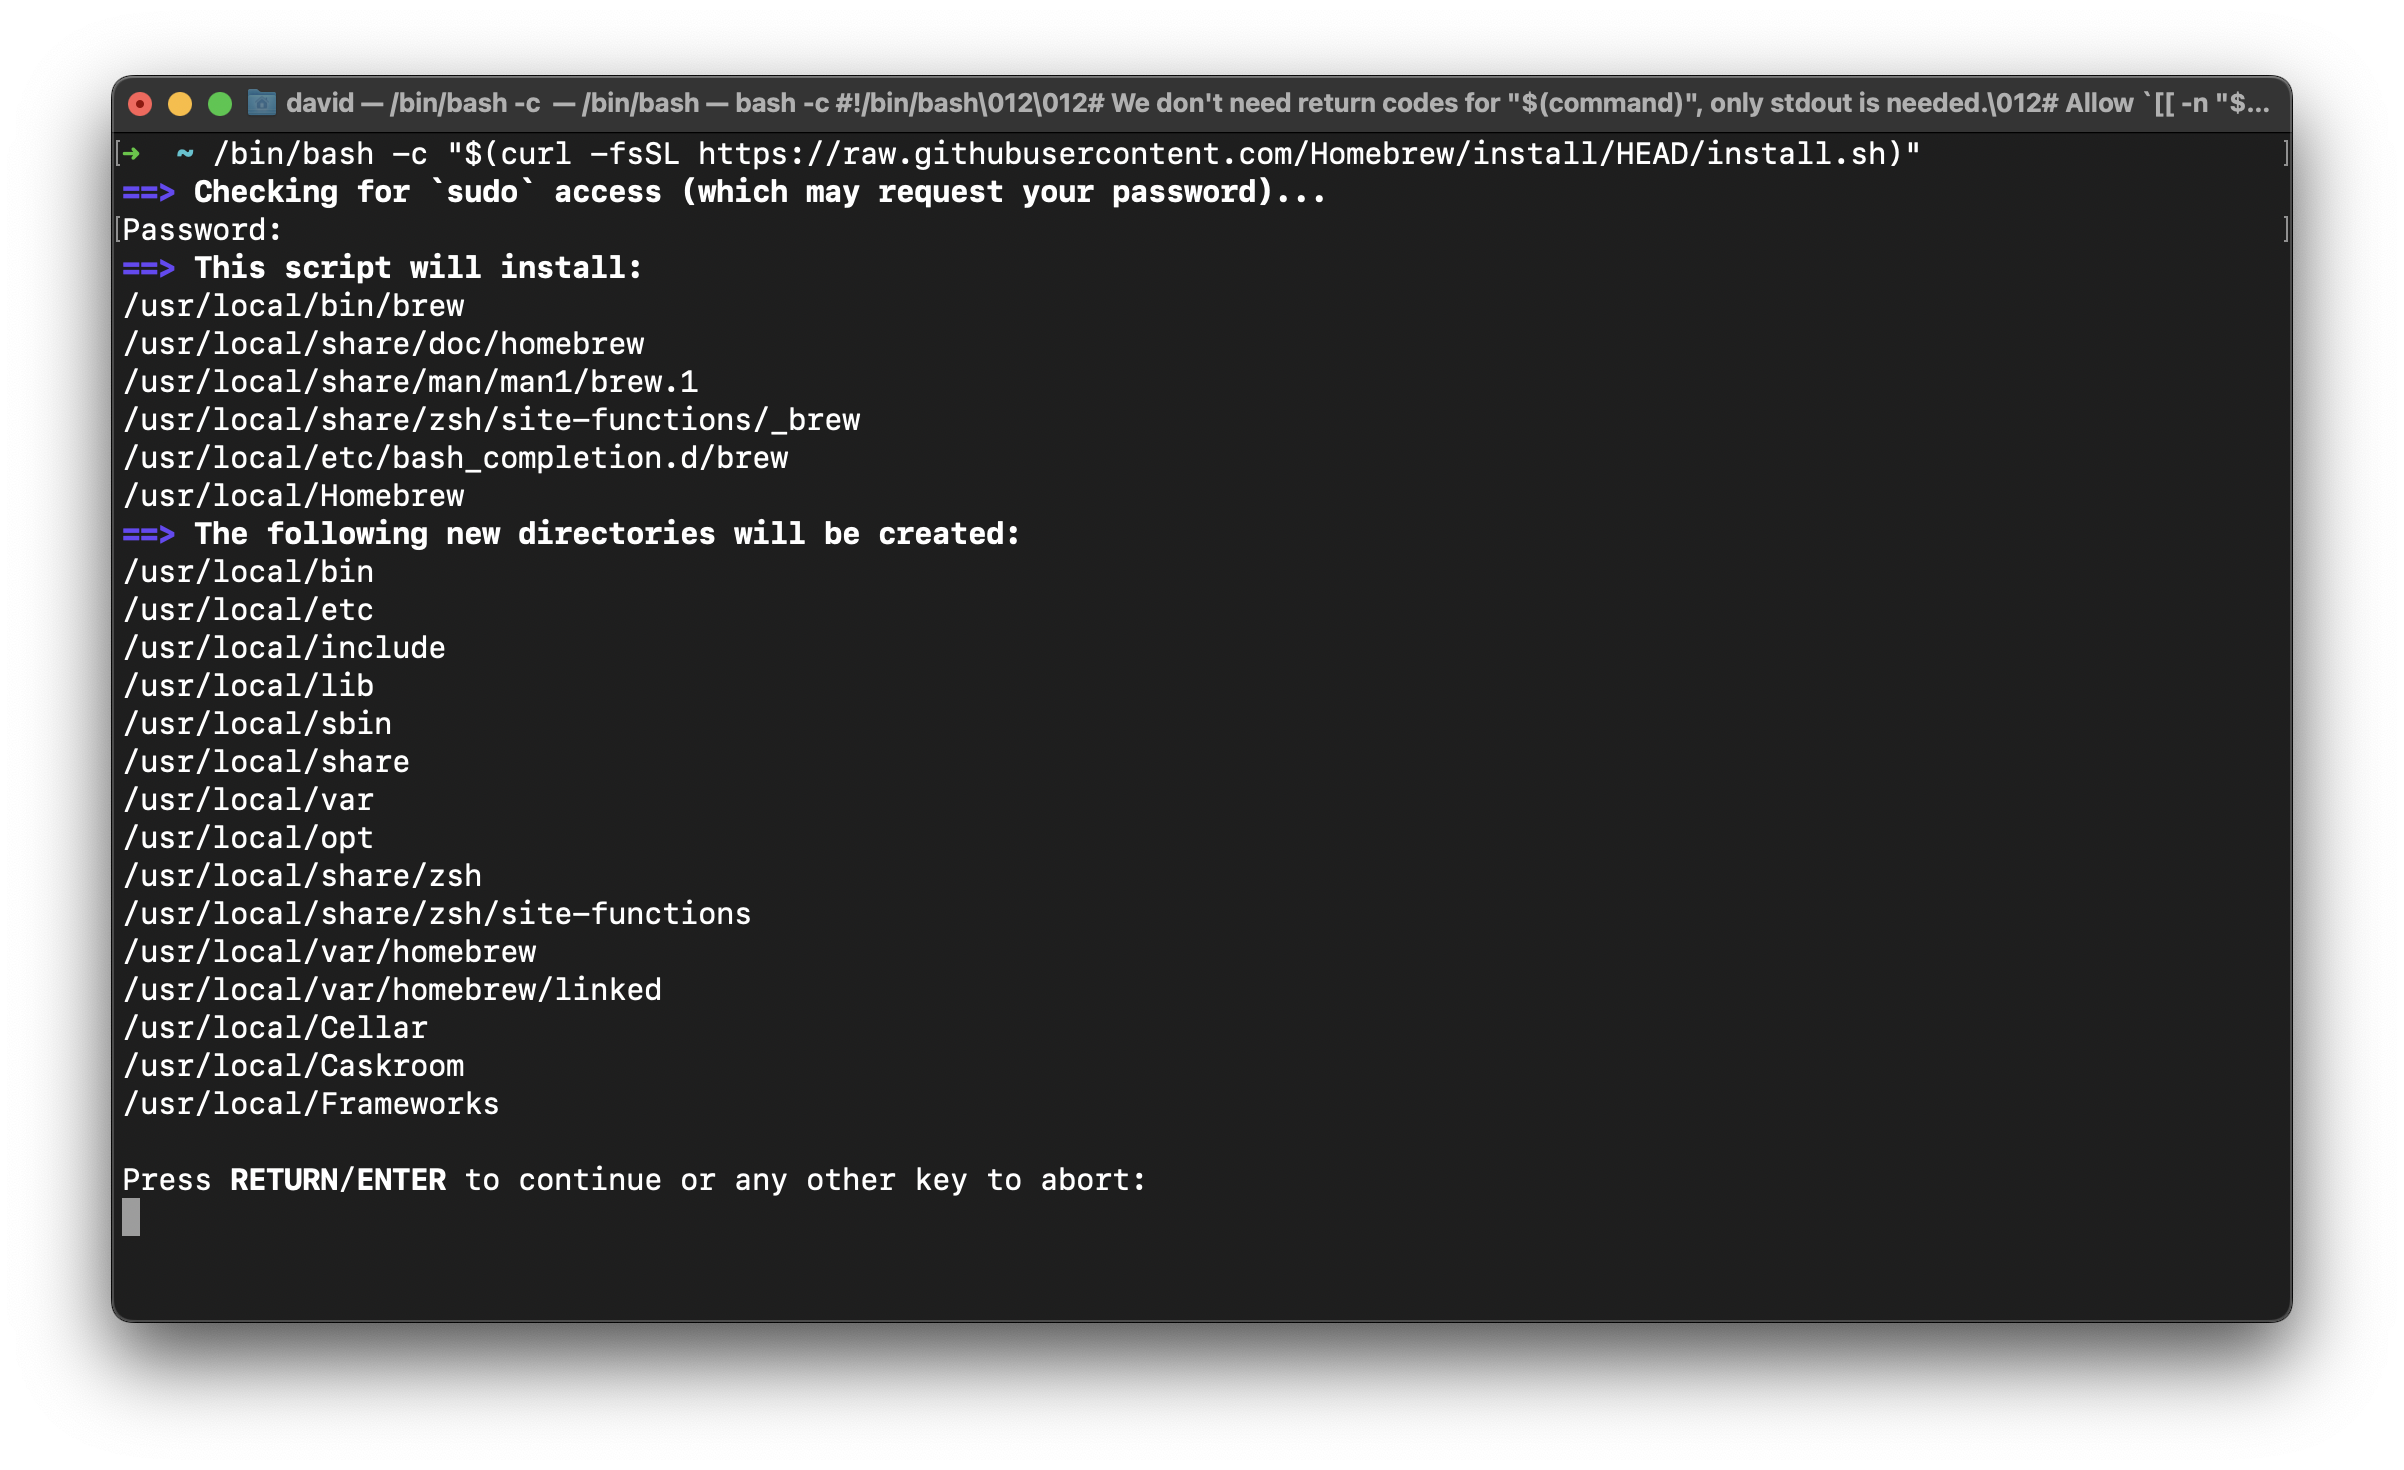 david — /bin/bash -c — /bin/bash — bash -c #!/bin/bash\012\012# We don't need return codes for "$(command)", only stdout is needed.\012# Allow `[[ -n "$...
[➜  ~ /bin/bash -c "$(curl -fsSL https://raw.githubusercontent.com/Homebrew/install/HEAD/install.sh)" ]
==> Checking for `sudo` access (which may request your password)...
[Password: ]
==> This script will install:
/usr/local/bin/brew
/usr/local/share/doc/homebrew
/usr/local/share/man/man1/brew.1
/usr/local/share/zsh/site-functions/_brew
/usr/local/etc/bash_completion.d/brew
/usr/local/Homebrew
==> The following new directories will be created:
/usr/local/bin
/usr/local/etc
/usr/local/include
/usr/local/lib
/usr/local/sbin
/usr/local/share
/usr/local/var
/usr/local/opt
/usr/local/share/zsh
/usr/local/share/zsh/site-functions
/usr/local/var/homebrew
/usr/local/var/homebrew/linked
/usr/local/Cellar
/usr/local/Caskroom
/usr/local/Frameworks
Press RETURN/ENTER to continue or any other key to abort: